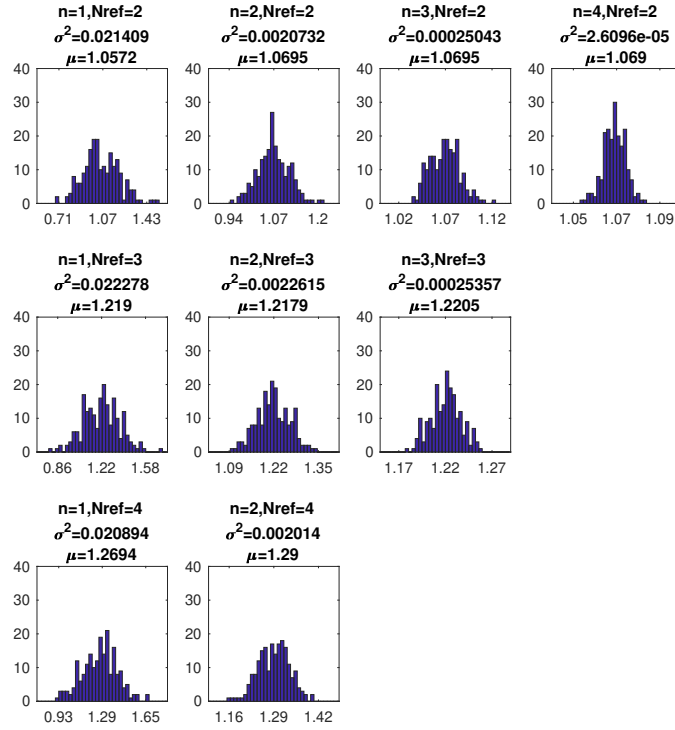 n=1,Nref=2
σ²=0.021409
μ=1.0572
40
30
20
10
0
0.71 1.07 1.43
n=2,Nref=2
σ²=0.0020732
μ=1.0695
40
30
20
10
0
0.94 1.07 1.2
n=3,Nref=2
σ²=0.00025043
μ=1.0695
40
30
20
10
0
1.02 1.07 1.12
n=4,Nref=2
σ²=2.6096e-05
μ=1.069
40
30
20
10
0
1.05 1.07 1.09
n=1,Nref=3
σ²=0.022278
μ=1.219
40
30
20
10
0
0.86 1.22 1.58
n=2,Nref=3
σ²=0.0022615
μ=1.2179
40
30
20
10
0
1.09 1.22 1.35
n=3,Nref=3
σ²=0.00025357
μ=1.2205
40
30
20
10
0
1.17 1.22 1.27
n=1,Nref=4
σ²=0.020894
μ=1.2694
40
30
20
10
0
0.93 1.29 1.65
n=2,Nref=4
σ²=0.002014
μ=1.29
40
30
20
10
0
1.16 1.29 1.42